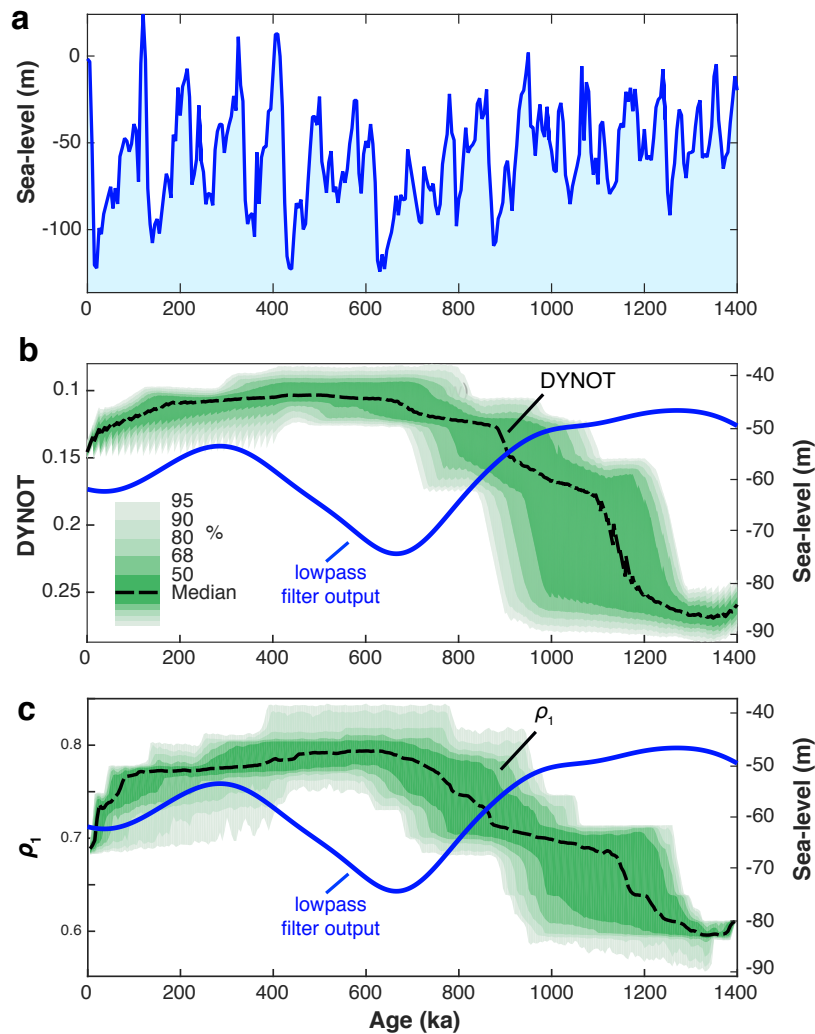 a
0
-50
-100
Sea-level (m)
0 200 400 600 800 1000 1200 1400
b
0.1
0.15
0.2
0.25
DYNOT
DYNOT
-40
-50
-60
-70
-80
-90
Sea-level (m)
95
90
80
68
50
%
Median
lowpass
filter output
0 200 400 600 800 1000 1200 1400
c
0.8
0.7
0.6
ρ1
ρ1
-40
-50
-60
-70
-80
-90
Sea-level (m)
lowpass
filter output
0 200 400 600 800 1000 1200 1400
Age (ka)